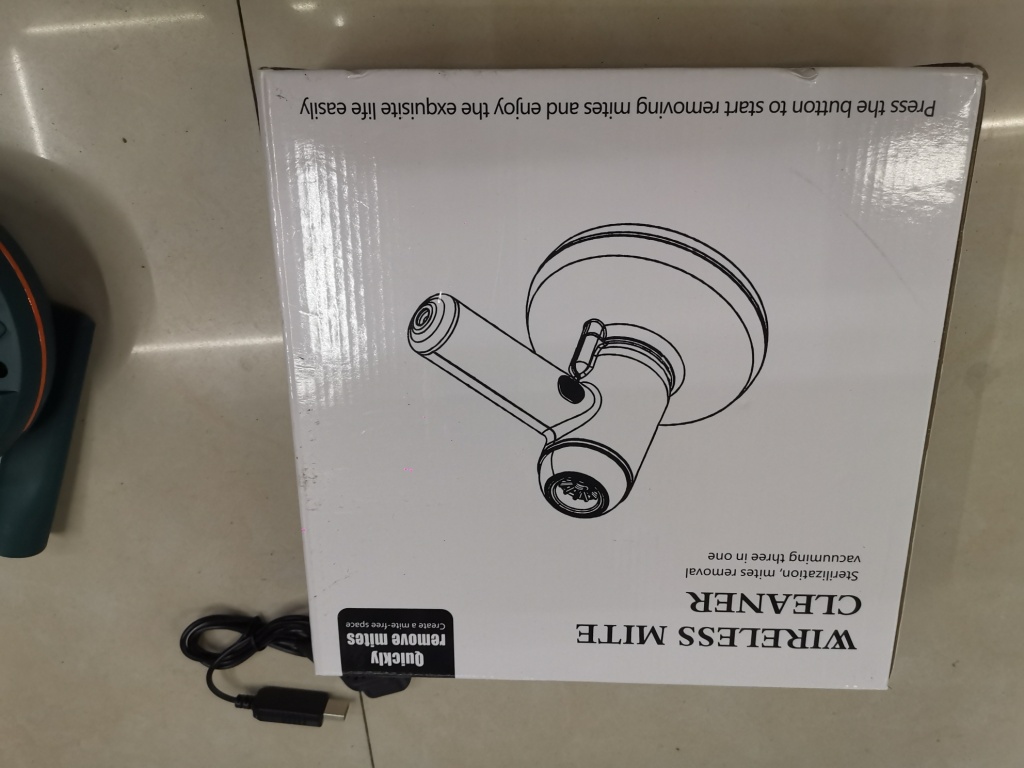 WIRELESS MITE
CLEANER
Sterilization, mites removal
vacuuming three in one
Quickly
remove mites
Create a mite-free space
Press the button to start removing mites and enjoy the exquisite life easily